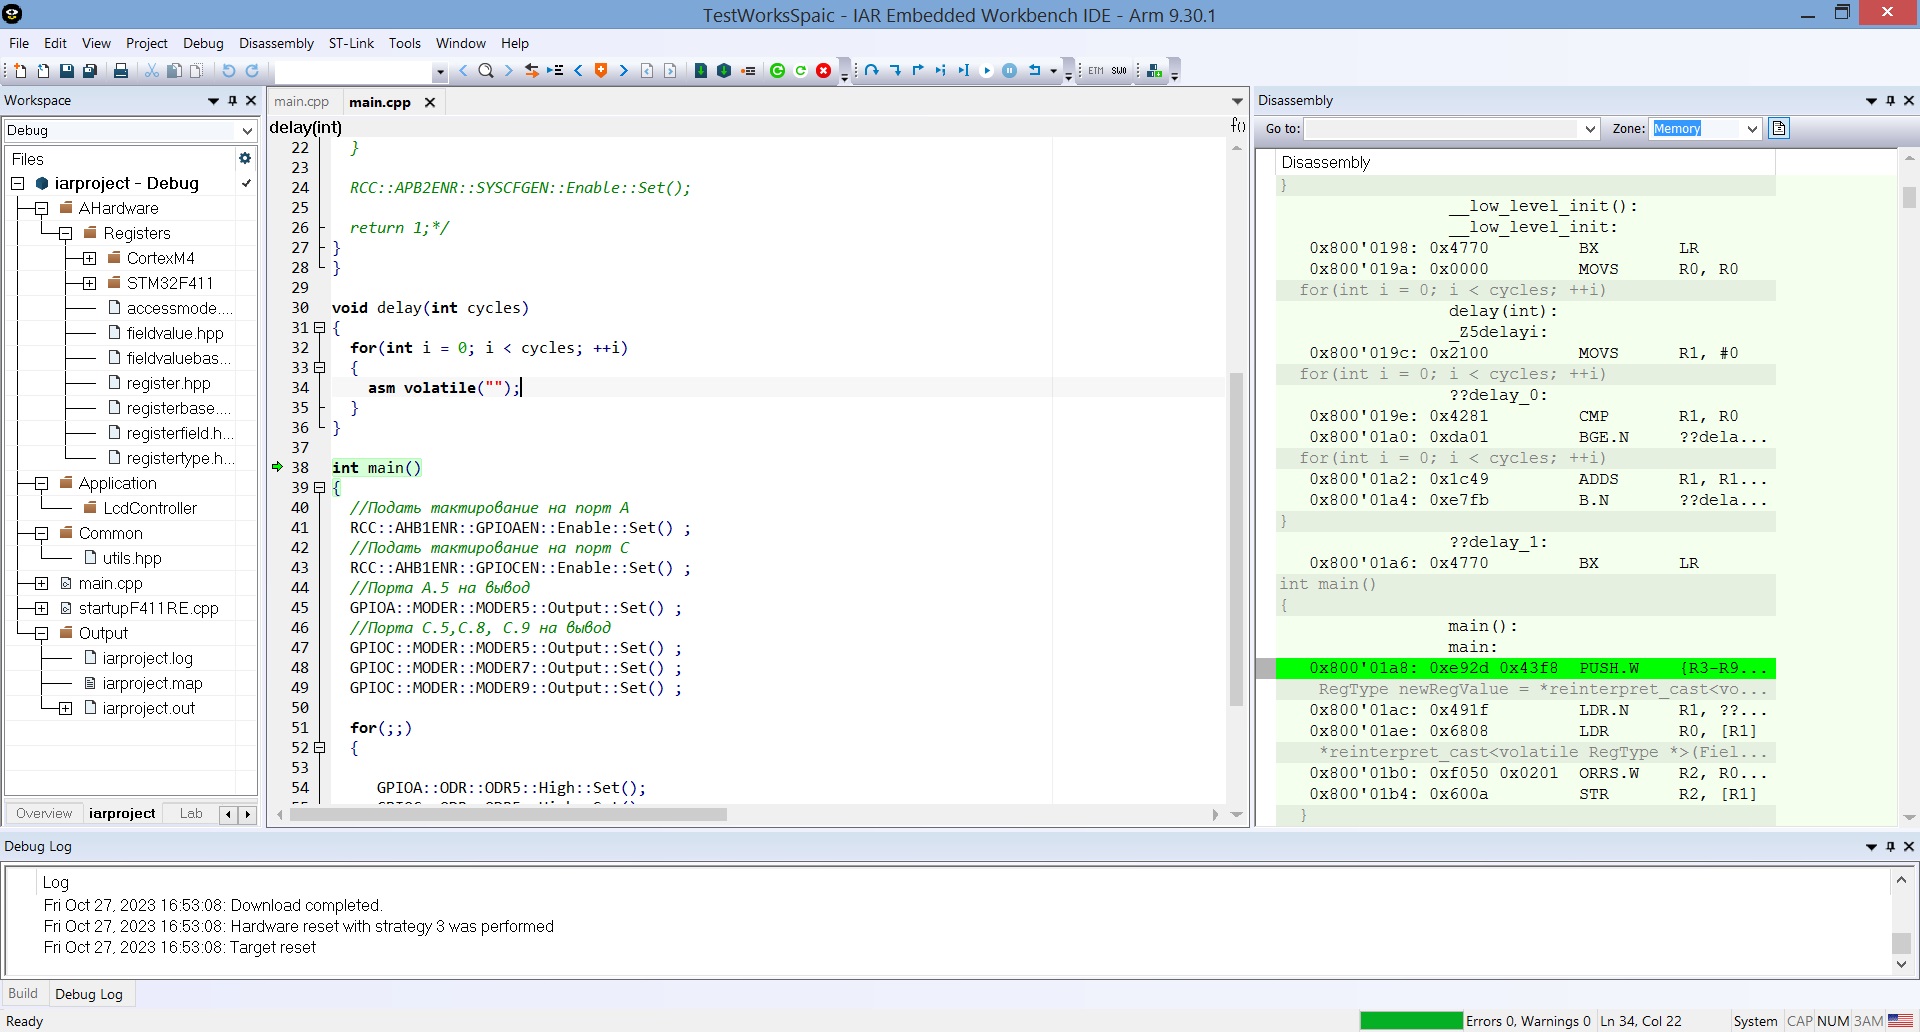 TestWorksSpaic - IAR Embedded Workbench IDE - Arm 9.30.1
File Edit View Project Debug Disassembly ST-Link Tools Window Help
ETM SWO
Workspace
Debug
Files
iarproject - Debug
AHardware
Registers
CortexM4
STM32F411
accessmode....
fieldvalue.hpp
fieldvaluebas...
register.hpp
registerbase....
registerfield.h...
registertype.h...
Application
LcdController
Common
utils.hpp
main.cpp
startupF411RE.cpp
Output
iarproject.log
iarproject.map
iarproject.out
Overview iarproject Lab
main.cpp main.cpp
delay(int) f()
22 }
23
24 RCC::APB2ENR::SYSCFGEN::Enable::Set();
25
26 return 1;*/
27 }
28 }
29
30 void delay(int cycles)
31 {
32 for(int i = 0; i < cycles; ++i)
33 {
34 asm volatile("");
35 }
36 }
37
38 int main()
39 {
40 //Подать тактирование на порт A
41 RCC::AHB1ENR::GPIOAEN::Enable::Set() ;
42 //Подать тактирование на порт C
43 RCC::AHB1ENR::GPIOCEN::Enable::Set() ;
44 //Порта A.5 на вывод
45 GPIOA::MODER::MODER5::Output::Set() ;
46 //Порта C.5,C.8, C.9 на вывод
47 GPIOC::MODER::MODER5::Output::Set() ;
48 GPIOC::MODER::MODER7::Output::Set() ;
49 GPIOC::MODER::MODER9::Output::Set() ;
50
51 for(;;)
52 {
53
54 GPIOA::ODR::ODR5::High::Set();
Disassembly
Go to: Zone: Memory
Disassembly
}
__low_level_init():
__low_level_init:
0x800'0198: 0x4770 BX LR
0x800'019a: 0x0000 MOVS R0, R0
for(int i = 0; i < cycles; ++i)
delay(int):
_Z5delayi:
0x800'019c: 0x2100 MOVS R1, #0
for(int i = 0; i < cycles; ++i)
??delay_0:
0x800'019e: 0x4281 CMP R1, R0
0x800'01a0: 0xda01 BGE.N ??dela...
for(int i = 0; i < cycles; ++i)
0x800'01a2: 0x1c49 ADDS R1, R1...
0x800'01a4: 0xe7fb B.N ??dela...
}
??delay_1:
0x800'01a6: 0x4770 BX LR
int main()
{
main():
main:
0x800'01a8: 0xe92d 0x43f8 PUSH.W {R3-R9...
RegType newRegValue = *reinterpret_cast<vo...
0x800'01ac: 0x491f LDR.N R1, ??...
0x800'01ae: 0x6808 LDR R0, [R1]
*reinterpret_cast<volatile RegType *>(Fiel...
0x800'01b0: 0xf050 0x0201 ORRS.W R2, R0...
0x800'01b4: 0x600a STR R2, [R1]
}
Debug Log
Log
Fri Oct 27, 2023 16:53:08: Download completed.
Fri Oct 27, 2023 16:53:08: Hardware reset with strategy 3 was performed
Fri Oct 27, 2023 16:53:08: Target reset
Build Debug Log
Ready Errors 0, Warnings 0 Ln 34, Col 22 System CAP NUM ЗАМ